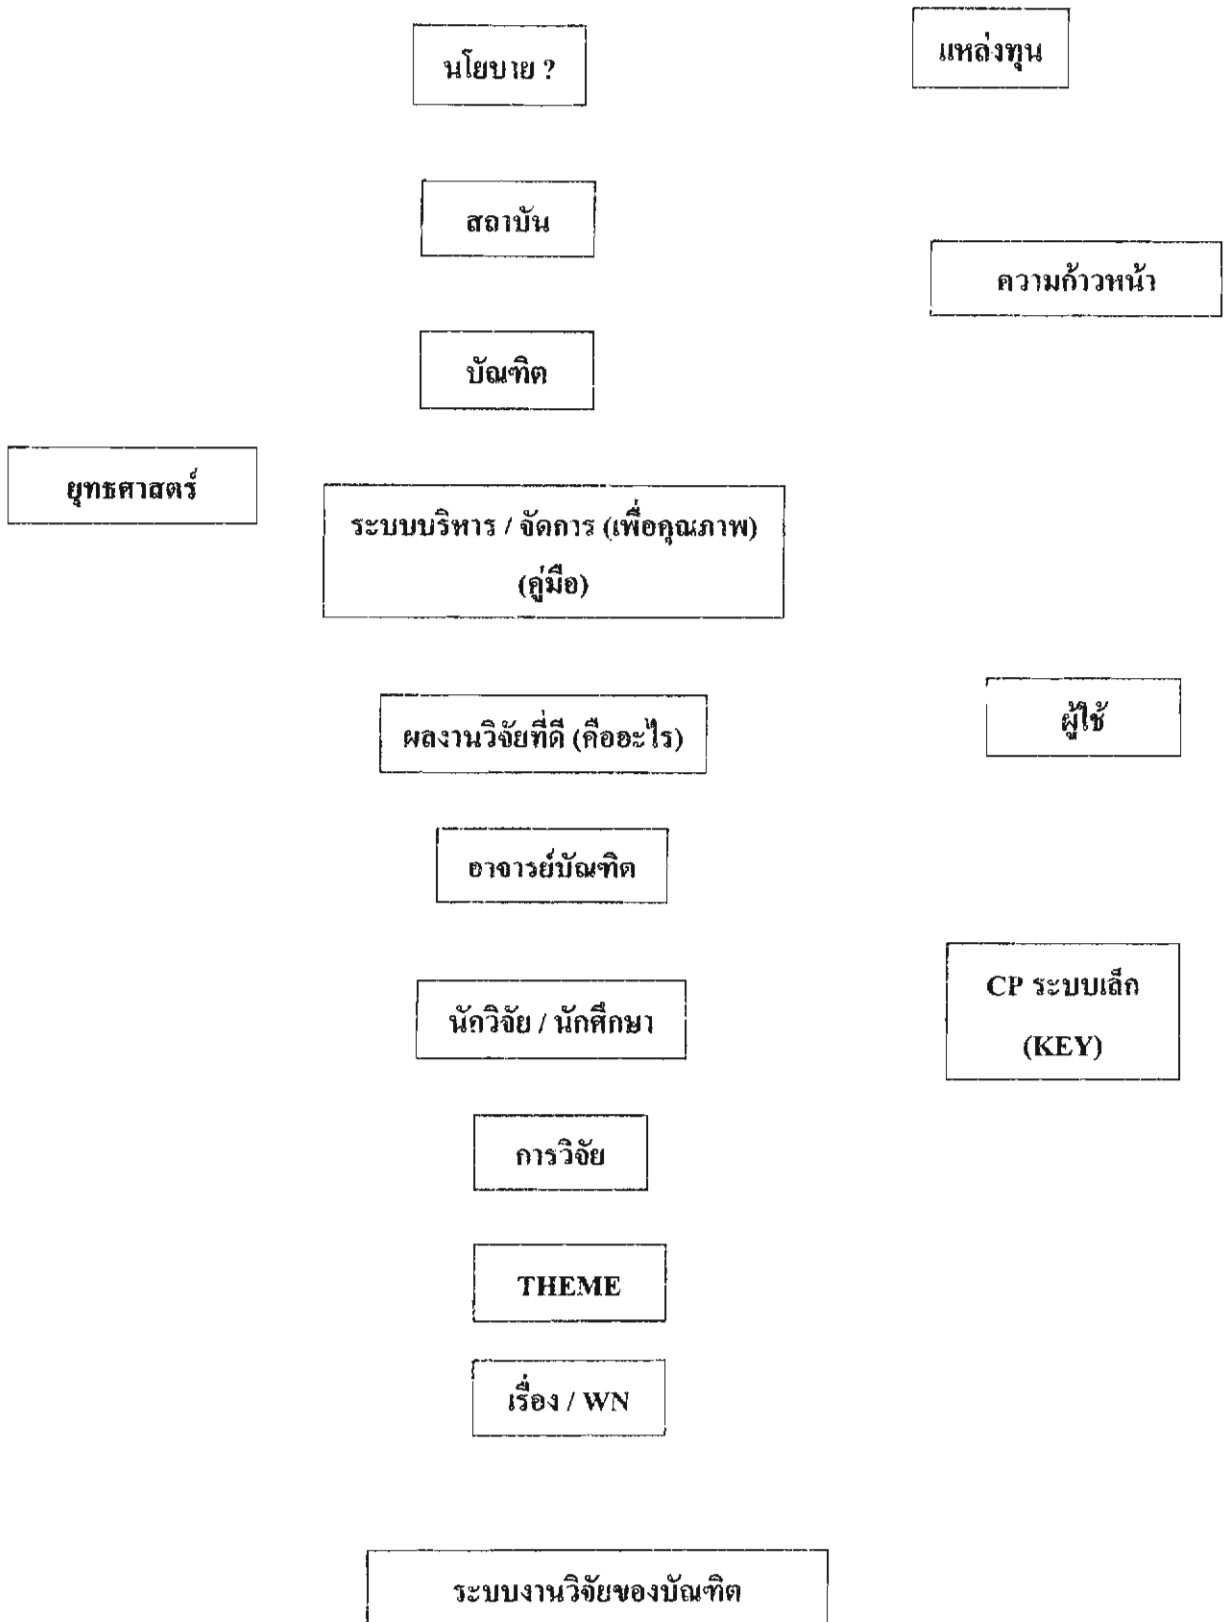 นโยบาย ?
แหล่งทุน
สถาบัน
ความก้าวหน้า
บัณฑิต
ยุทธศาสตร์
ระบบบริหาร / จัดการ (เพื่อคุณภาพ)
(คู่มือ)
ผลงานวิจัยที่ดี (คืออะไร)
ผู้ใช้
อาจารย์บัณฑิต
นักวิจัย / นักศึกษา
CP ระบบเล็ก
(KEY)
การวิจัย
THEME
เรื่อง / WN
ระบบงานวิจัยของบัณฑิต